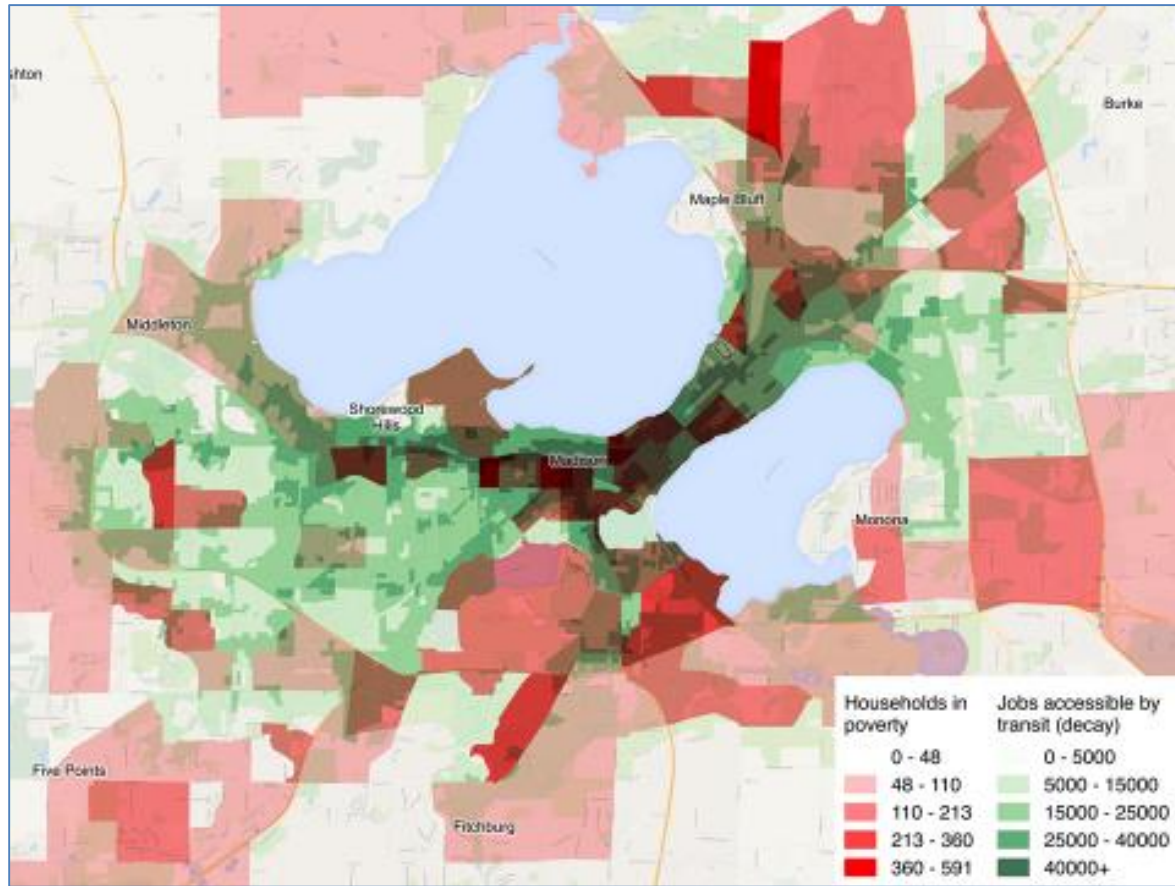 shton
Burke
Maple Bluff
Middleton
Shorewood
Hills
Madison
Monona
Five Points
Fitchburg
Households in
poverty
0 - 48
48 - 110
110 - 213
213 - 360
360 - 591
Jobs accessible by
transit (decay)
0 - 5000
5000 - 15000
15000 - 25000
25000 - 40000
40000+